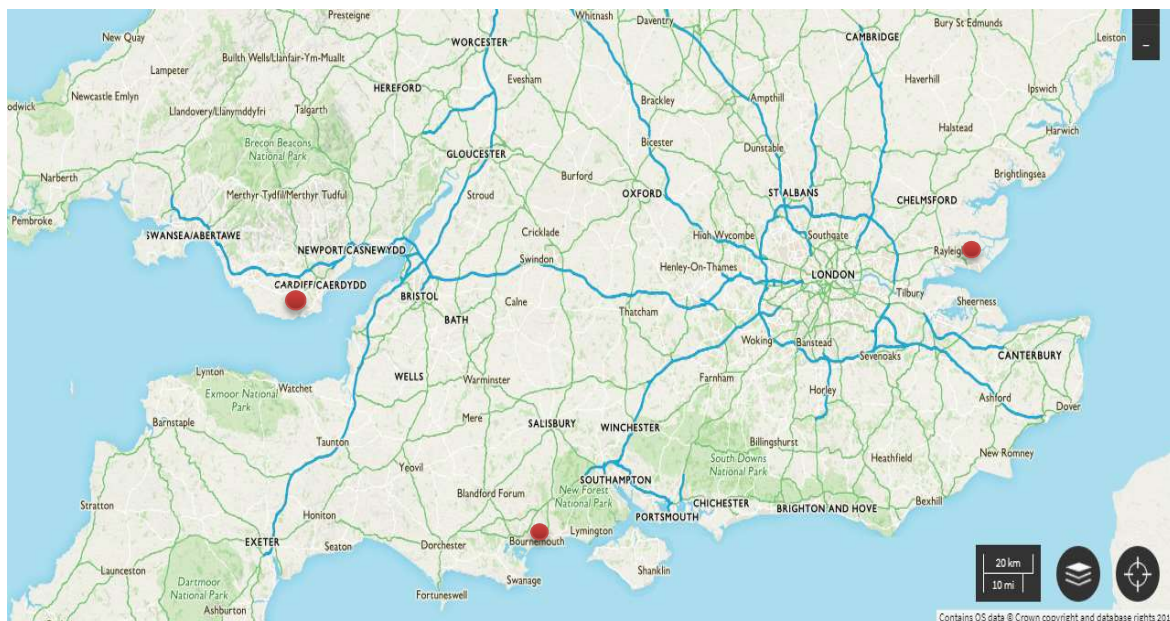 Presteigne
Whitnash
Daventry
Bury St Edmunds
Leiston
New Quay
WORCESTER
CAMBRIDGE
Builth Wells/Llanfair-Ym-Muallt
Lampeter
Evesham
Haverhill
HEREFORD
Brackley
Ampthill
Ipswich
odwick
Newcastle Emlyn
Llandovery/Llanymddyfri
Talgarth
Halstead
Harwich
Brecon Beacons
National Park
GLOUCESTER
Bicester
Dunstable
Narberth
Burford
Brightlingsea
Merthyr Tydfil/Merthyr Tudful
Stroud
OXFORD
ST ALBANS
CHELMSFORD
Pembroke
SWANSEA/ABERTAWE
Cricklade
High Wycombe
Southgate
NEWPORT/CASNEWYDD
Swindon
Henley-On-Thames
Rayleigh
LONDON
CARDIFF/CAERDYDD
BRISTOL
Calne
Thatcham
Tilbury
Sheerness
BATH
Woking
Banstead
Sevenoaks
CANTERBURY
Lynton
WELLS
Warminster
Farnham
Horley
Ashford
Dover
Exmoor National
Park
Watchet
Barnstaple
Mere
SALISBURY
WINCHESTER
Taunton
Billingshurst
New Romney
Yeovil
South Downs
National Park
Heathfield
Stratton
Blandford Forum
SOUTHAMPTON
New Forest
National Park
CHICHESTER
BRIGHTON AND HOVE
Bexhill
Honiton
PORTSMOUTH
EXETER
Seaton
Dorchester
Bournemouth
Lymington
Launceston
Dartmoor
National Park
Swanage
Shanklin
Fortuneswell
Ashburton
20 km
10 mi
Contains OS data © Crown copyright and database rights 201